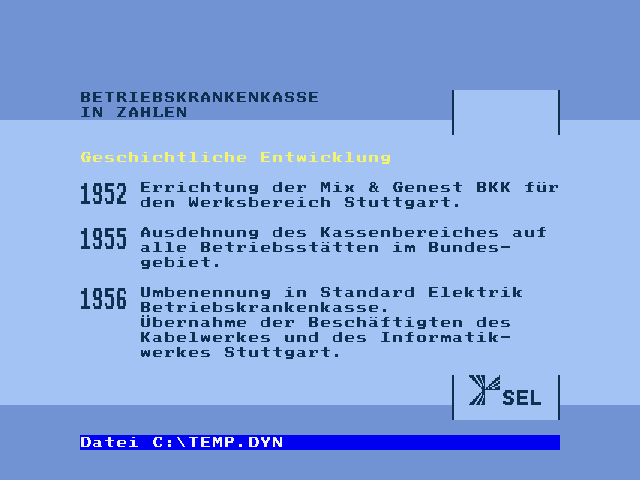 BETRIEBSKRANKENKASSE
IN ZAHLEN
Geschichtliche Entwicklung
1952 Errichtung der Mix & Genest BKK für
den Werksbereich Stuttgart.
1955 Ausdehnung des Kassenbereiches auf
alle Betriebsstätten im Bundes-
gebiet.
1956 Umbenennung in Standard Elektrik
Betriebskrankenkasse.
Übernahme der Beschäftigten des
Kabelwerkes und des Informatik-
werkes Stuttgart.
SEL
Datei C:\TEMP.DYN